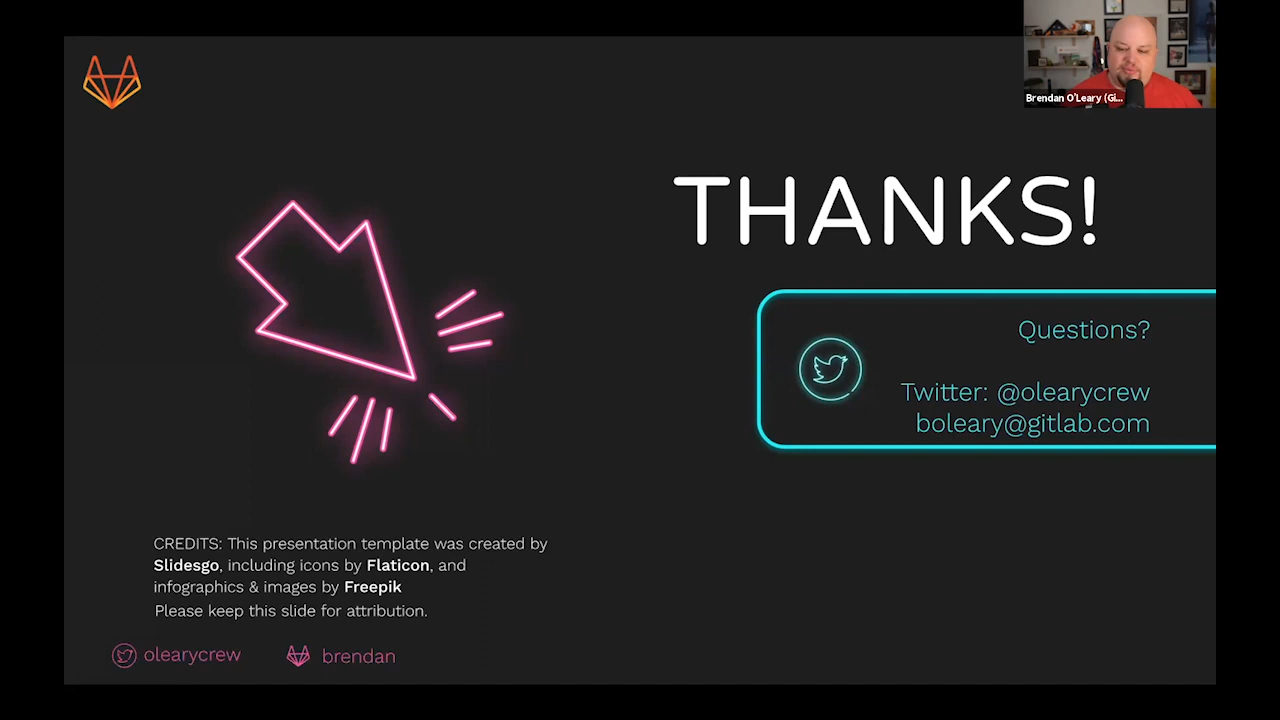 Brendan O'Leary (Gi...
THANKS!
Questions?
Twitter: @olearycrew
boleary@gitlab.com
CREDITS: This presentation template was created by
Slidesgo, including icons by Flaticon, and
infographics & images by Freepik
Please keep this slide for attribution.
olearycrew
brendan